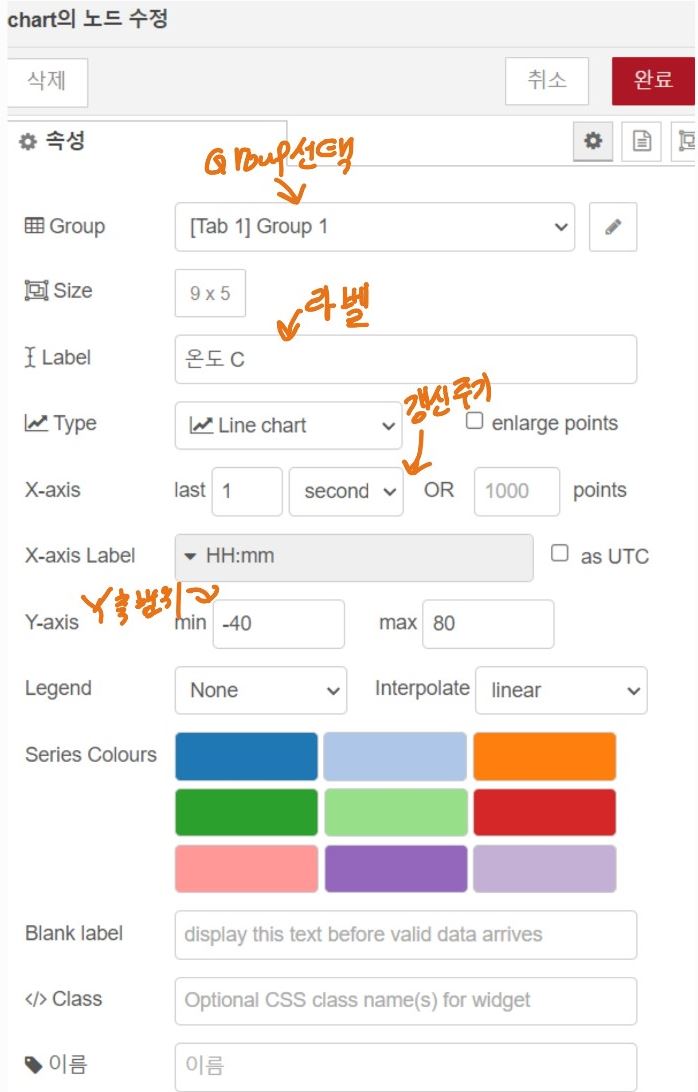 chart의 노드 수정
삭제 취소 완료
속성
Group선택
Group [Tab 1] Group 1
Size 9 x 5
라벨
Label 온도 C
갱신주기
Type Line chart enlarge points
X-axis last 1 second OR 1000 points
X-axis Label HH:mm as UTC
Y축범위
Y-axis min -40 max 80
Legend None Interpolate linear
Series Colours
Blank label display this text before valid data arrives
</> Class Optional CSS class name(s) for widget
이름 이름